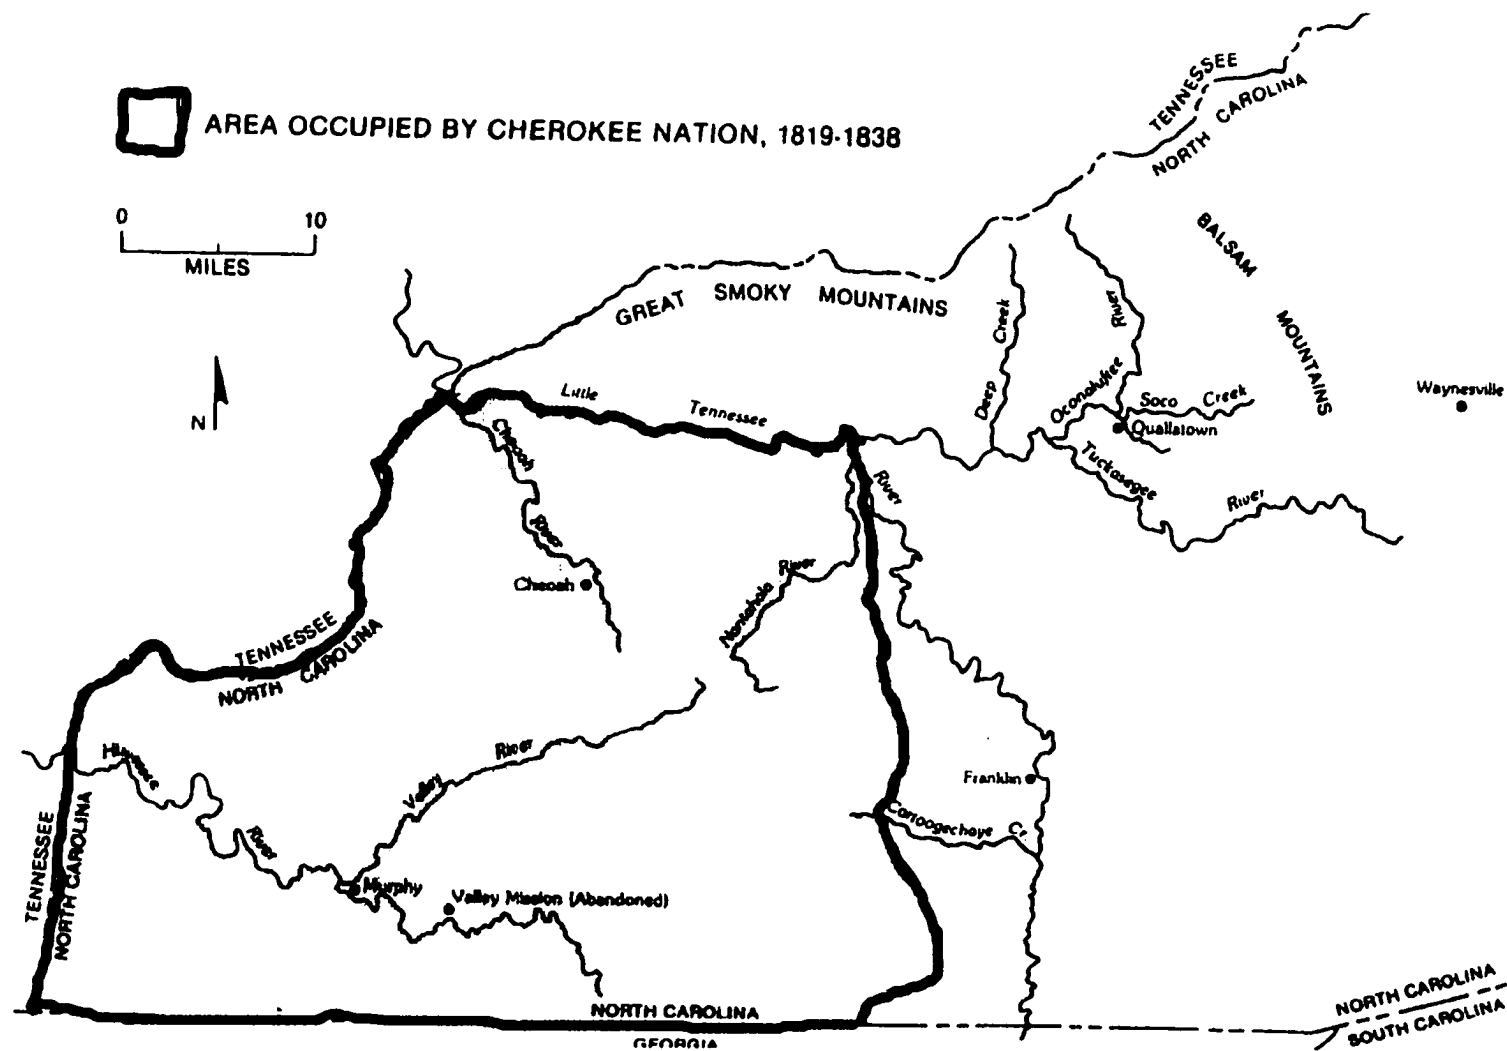 TENNESSEE
NORTH CAROLINA
AREA OCCUPIED BY CHEROKEE NATION, 1819-1838
0 10
MILES
BALSAM MOUNTAINS
GREAT SMOKY MOUNTAINS
N
Deep Creek
Oconaluftee River
Soco Creek
Quallatown
Waynesville
Little Tennessee River
Cheoah River
Tuckasegee River
Cheoah
Nantahala River
TENNESSEE
NORTH CAROLINA
Hiwassee River
Valley River
Franklin
Cartoogechaye Cr.
TENNESSEE
NORTH CAROLINA
Murphy
Valley Mission (Abandoned)
NORTH CAROLINA
GEORGIA
NORTH CAROLINA
SOUTH CAROLINA